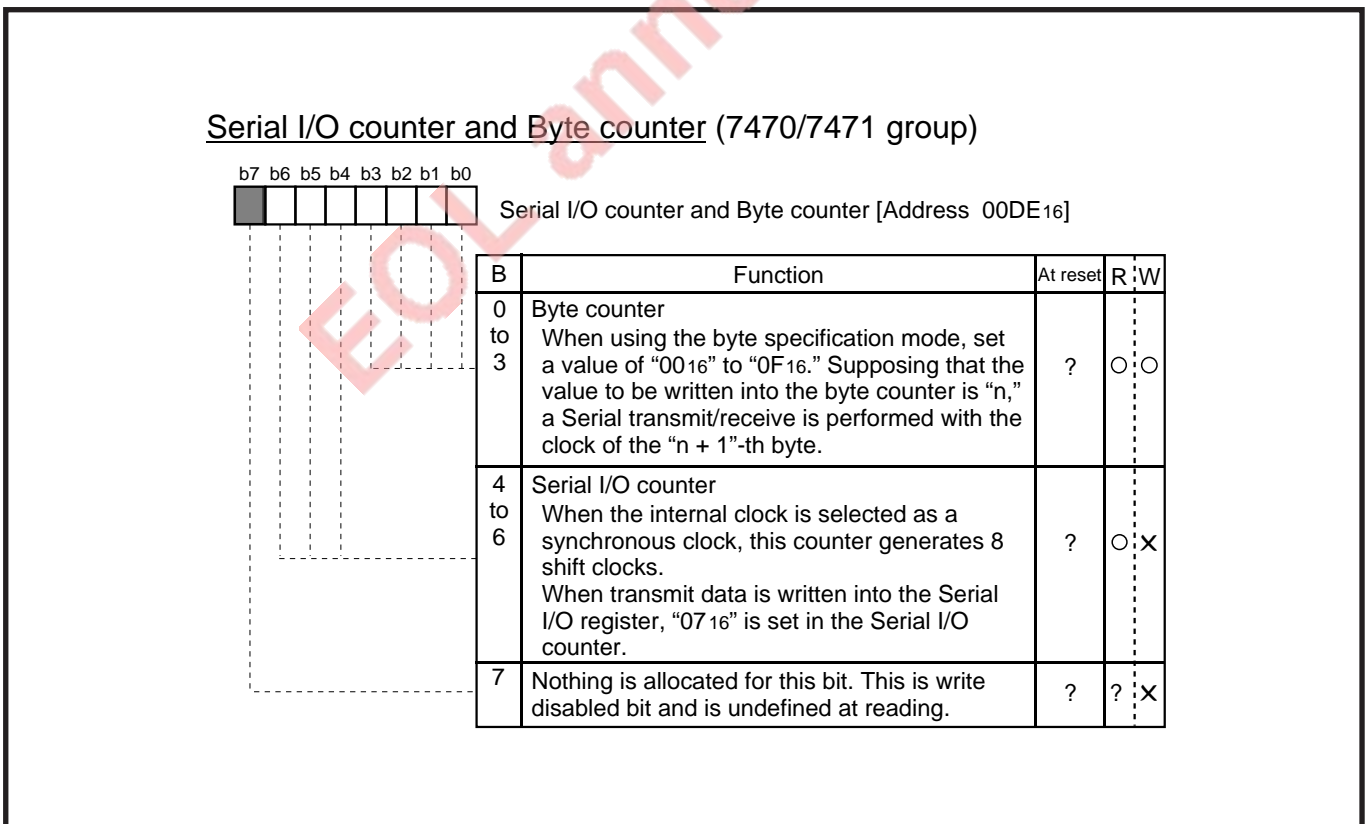 EOL ann
Serial I/O counter and Byte counter (7470/7471 group)
b7 b6 b5 b4 b3 b2 b1 b0
Serial I/O counter and Byte counter [Address 00DE16]
B Function At reset R W
0 to 3 Byte counter
When using the byte specification mode, set
a value of “0016” to “0F16.” Supposing that the
value to be written into the byte counter is “n,” ? O O
a Serial transmit/receive is performed with the
clock of the “n + 1”-th byte.
4 to 6 Serial I/O counter
When the internal clock is selected as a
synchronous clock, this counter generates 8 ? O X
shift clocks.
When transmit data is written into the Serial
I/O register, “0716” is set in the Serial I/O
counter.
7 Nothing is allocated for this bit. This is write ? ? X
disabled bit and is undefined at reading.